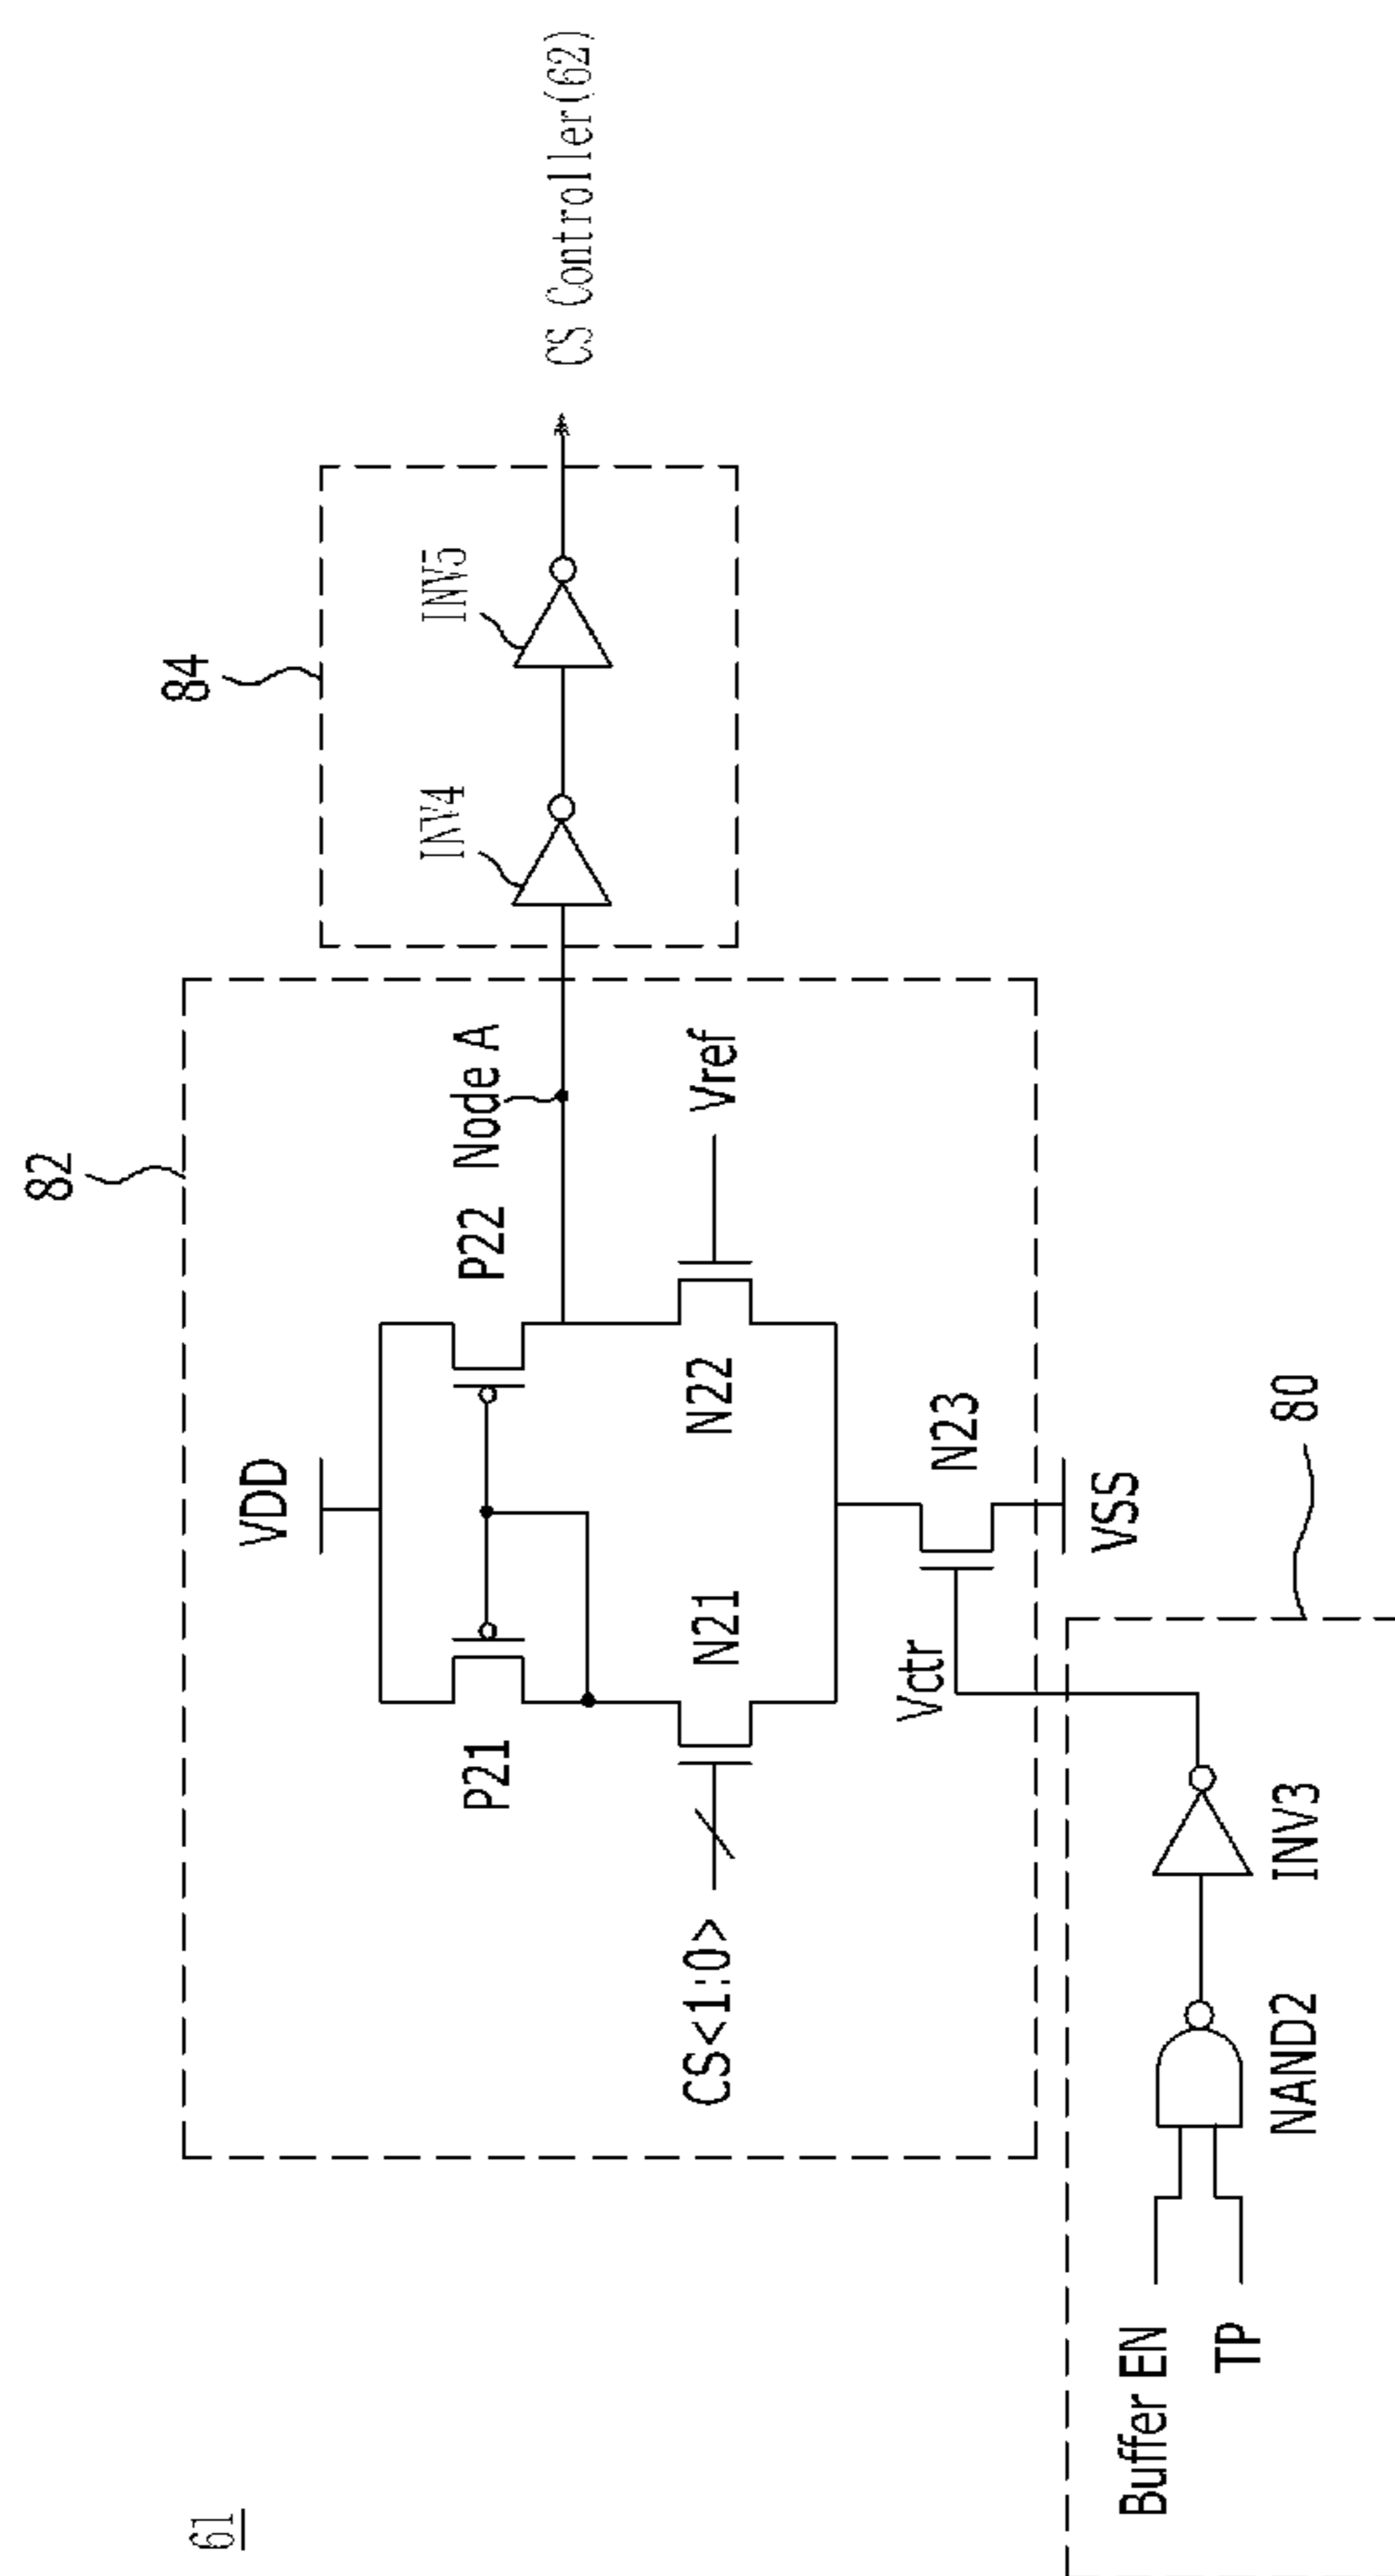 61
82
84
VDD
P21
P22
Node A
INV4
INV5
CS Controller(62)
CS<1:0>
N21
N22
Vref
Vctr
N23
VSS
80
Buffer EN
TP
NAND2
INV3